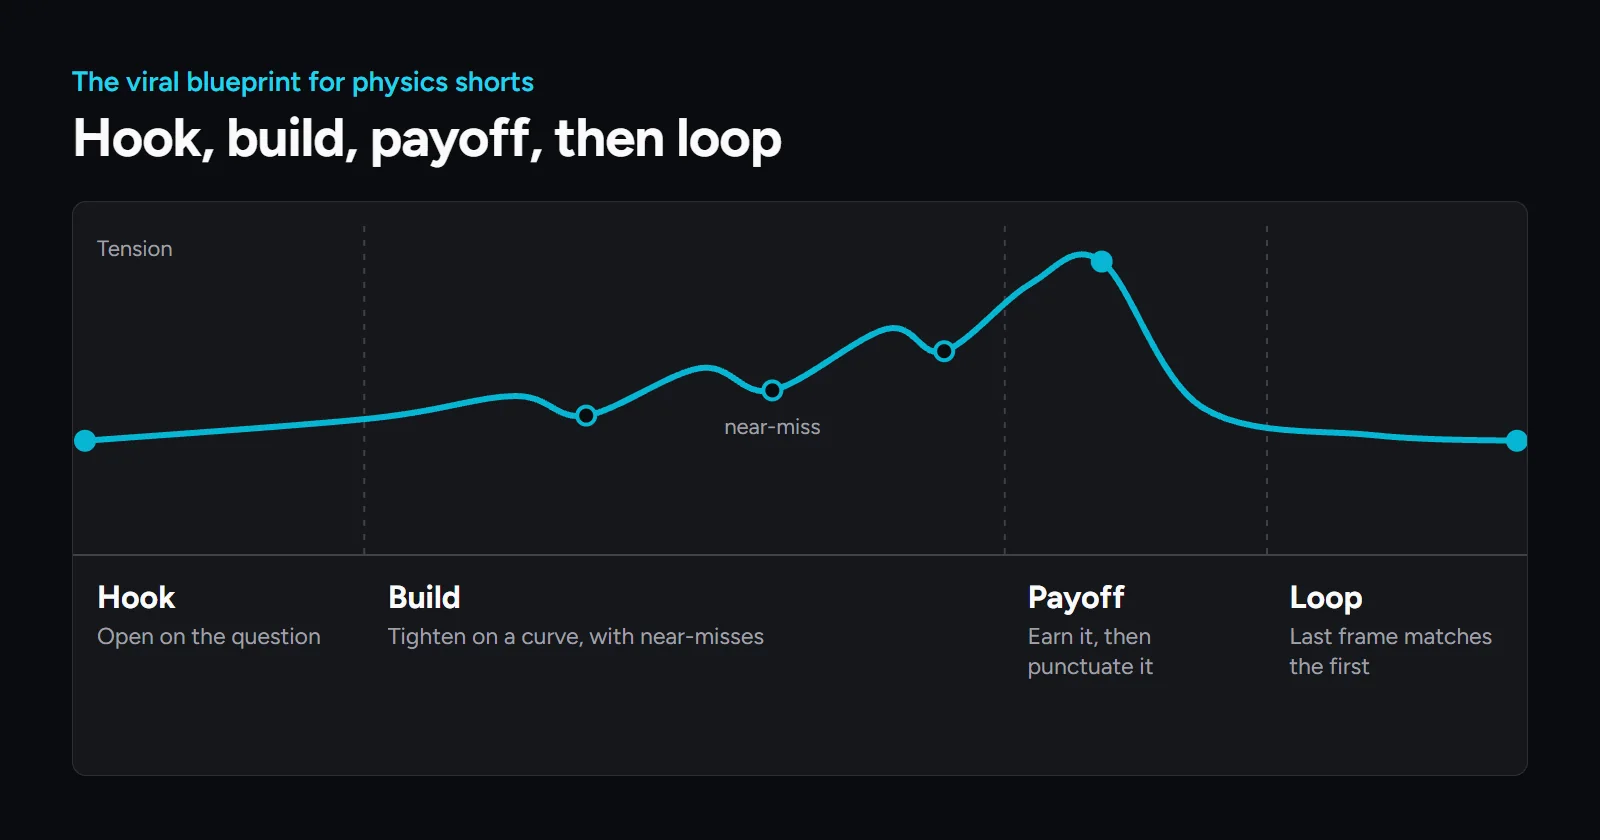 The viral blueprint for physics shorts
Hook, build, payoff, then loop
Tension
near-miss
Hook
Open on the question
Build
Tighten on a curve, with near-misses
Payoff
Earn it, then
punctuate it
Loop
Last frame matches
the first